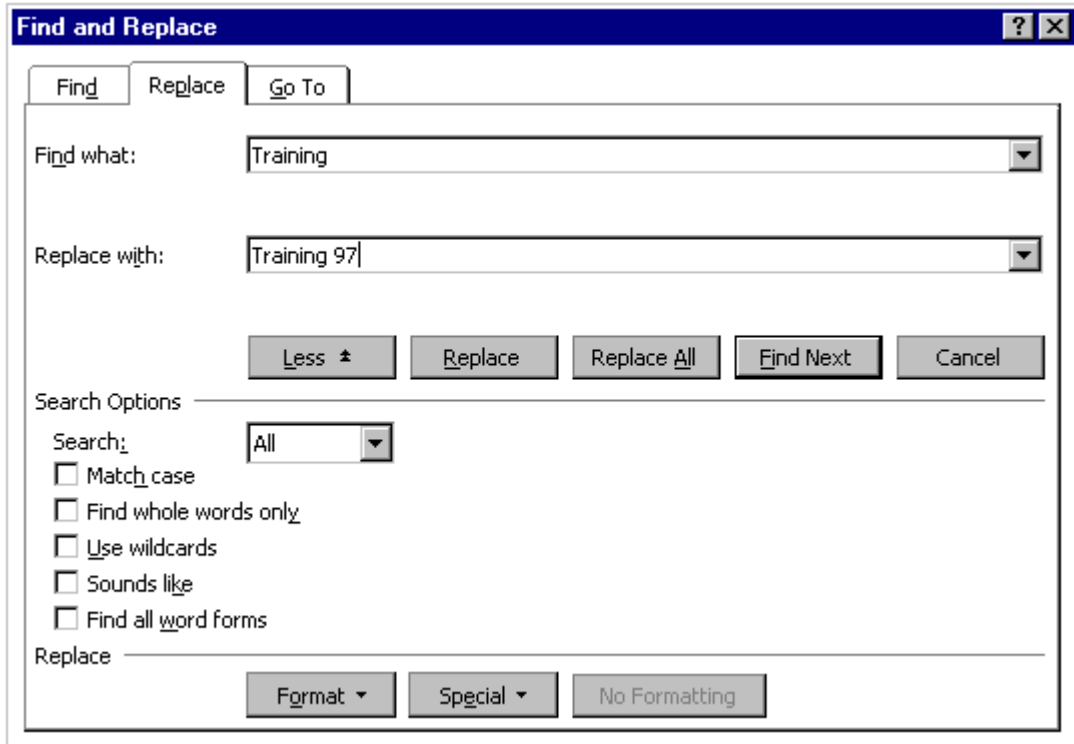 Find and Replace
Find Replace Go To
Find what: Training
Replace with: Training 97
Less Replace Replace All Find Next Cancel
Search Options
Search: All
Match case
Find whole words only
Use wildcards
Sounds like
Find all word forms
Replace
Format Special No Formatting